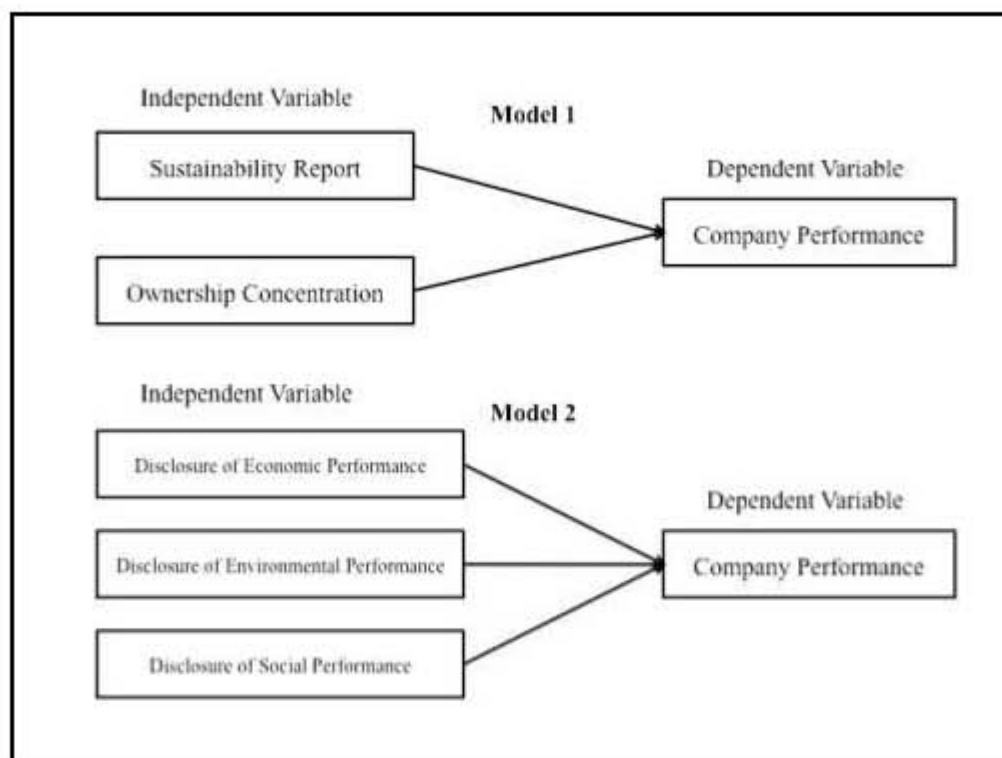 Independent Variable
Model 1
Sustainability Report
Dependent Variable
Company Performance
Ownership Concentration
Independent Variable
Model 2
Disclosure of Economic Performance
Dependent Variable
Disclosure of Environmental Performance
Company Performance
Disclosure of Social Performance